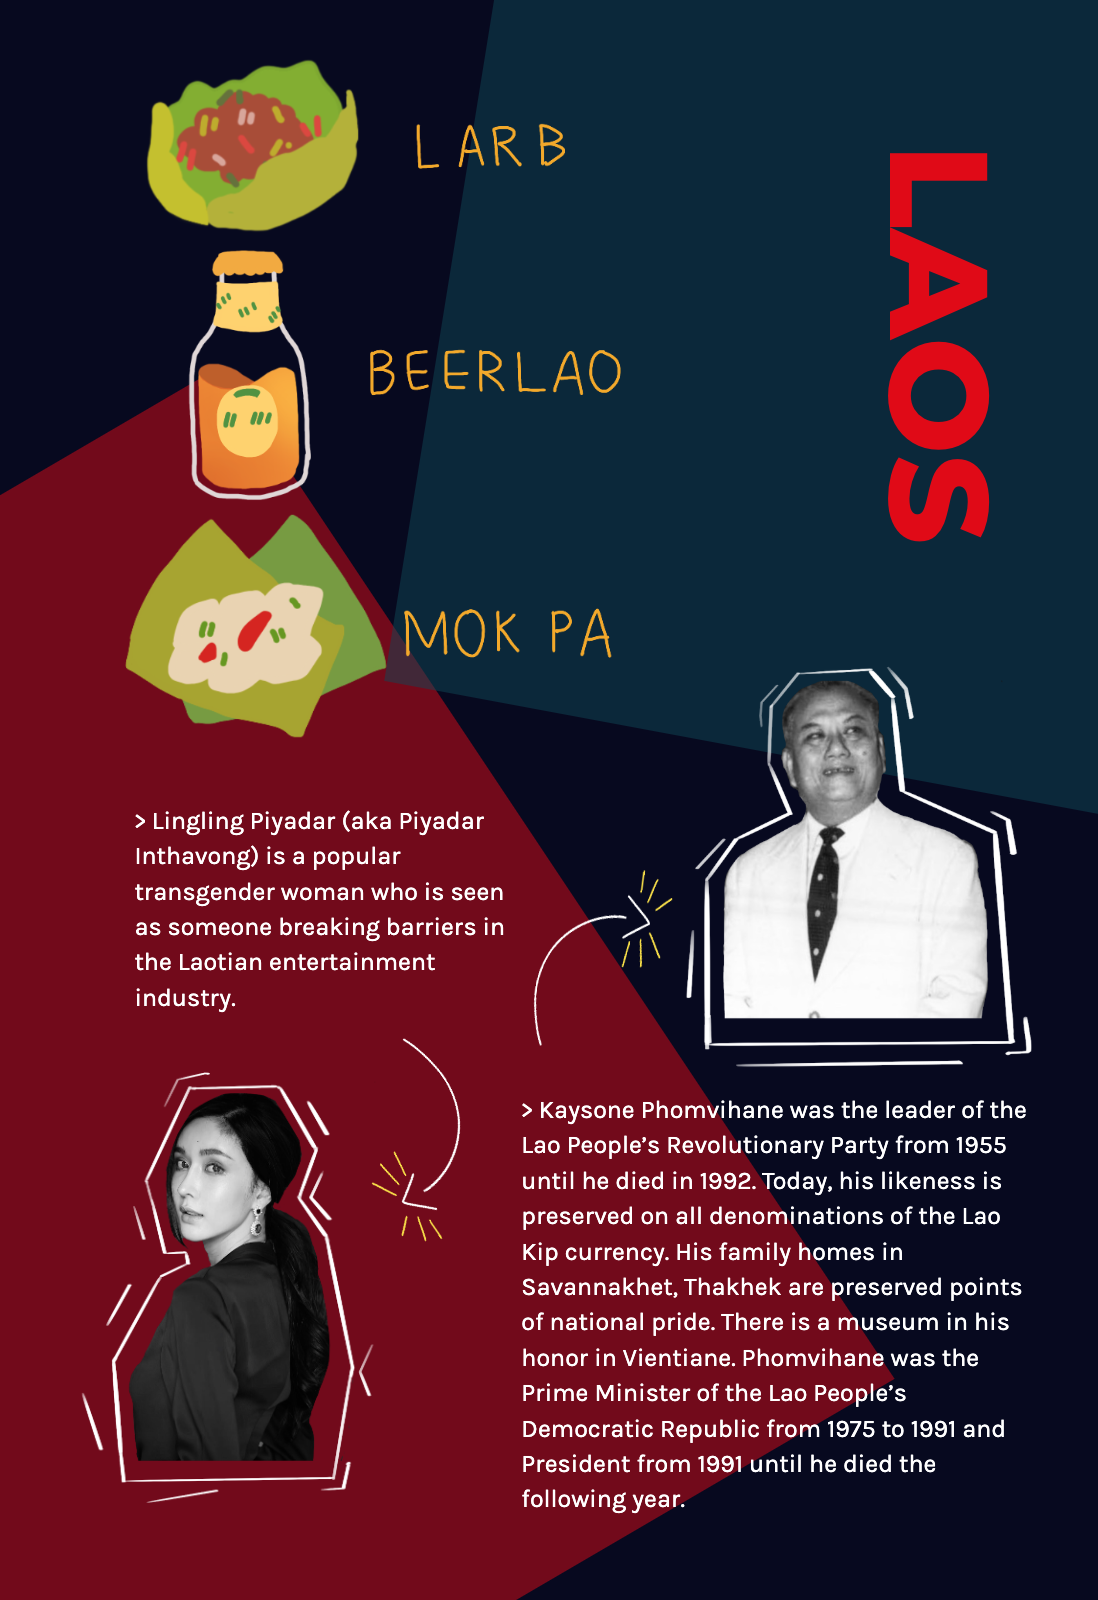 LARB
LAOS
BEERLAO
MOK PA
> Lingling Piyadar (aka Piyadar
Inthavong) is a popular
transgender woman who is seen
as someone breaking barriers in
the Laotian entertainment
industry.
> Kaysone Phomvihane was the leader of the
Lao People’s Revolutionary Party from 1955
until he died in 1992. Today, his likeness is
preserved on all denominations of the Lao
Kip currency. His family homes in
Savannakhet, Thakhek are preserved points
of national pride. There is a museum in his
honor in Vientiane. Phomvihane was the
Prime Minister of the Lao People’s
Democratic Republic from 1975 to 1991 and
President from 1991 until he died the
following year.